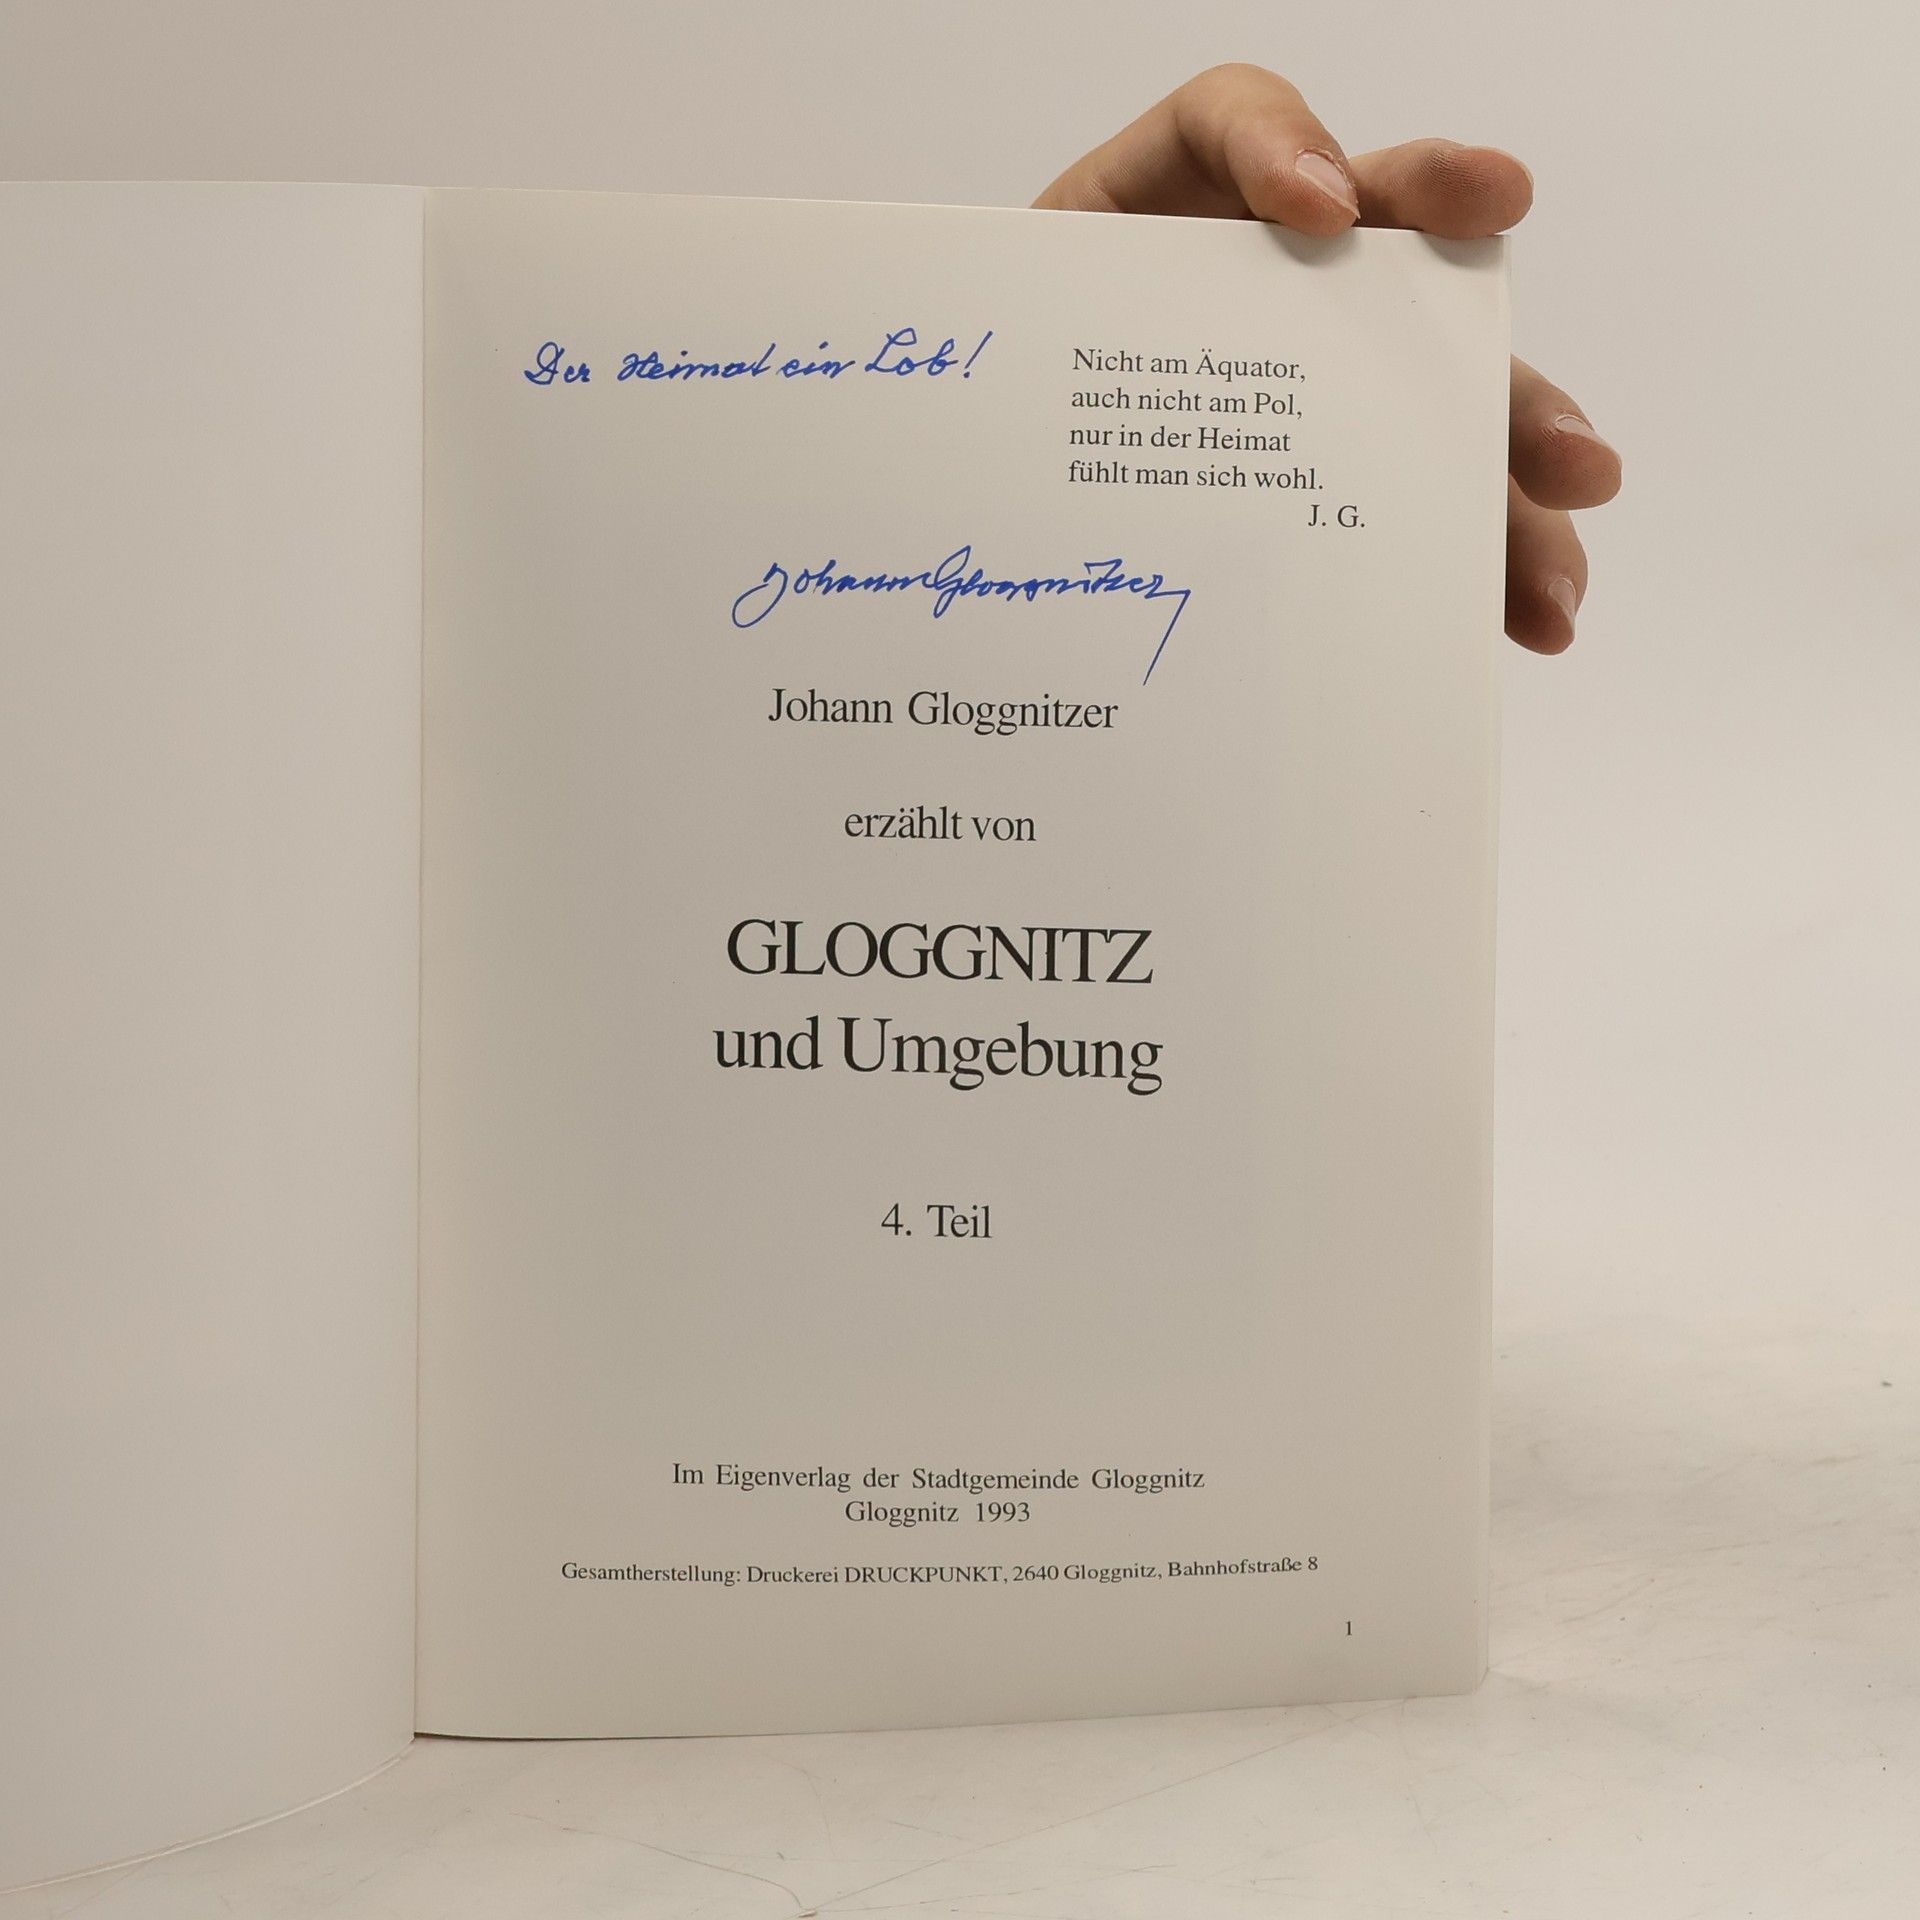 Der Heimat ein Lob!
Nicht am Äquator,
auch nicht am Pol,
nur in der Heimat
fühlt man sich wohl.
J. G.
Johann Gloggnitzer
Johann Gloggnitzer
erzählt von
GLOGGNITZ
und Umgebung
4. Teil
Im Eigenverlag der Stadtgemeinde Gloggnitz
Gloggnitz 1993
Gesamtherstellung: Druckerei DRUCKPUNKT, 2640 Gloggnitz, Bahnhofstraße 8
1